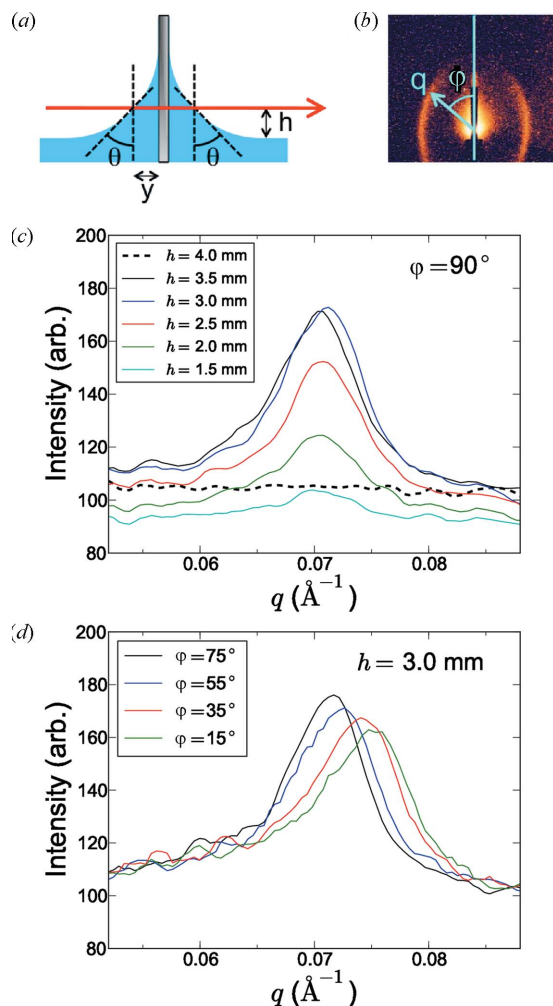 (a)
h
θ
θ
y
(b)
q
φ
(c)
200
180
160
140
120
100
80
Intensity (arb.)
h = 4.0 mm
h = 3.5 mm
h = 3.0 mm
h = 2.5 mm
h = 2.0 mm
h = 1.5 mm
φ = 90°
0.06
0.07
0.08
q (Å⁻¹)
(d)
200
180
160
140
120
100
80
Intensity (arb.)
φ = 75°
φ = 55°
φ = 35°
φ = 15°
h = 3.0 mm
0.06
0.07
0.08
q (Å⁻¹)